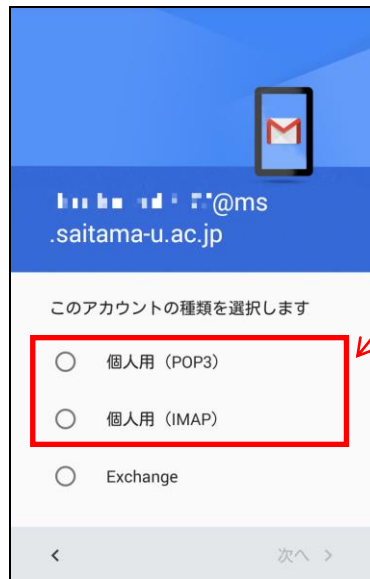 @ms
.saitama-u.ac.jp
このアカウントの種類を選択します
個人用（POP3）
個人用（IMAP）
Exchange
次へ